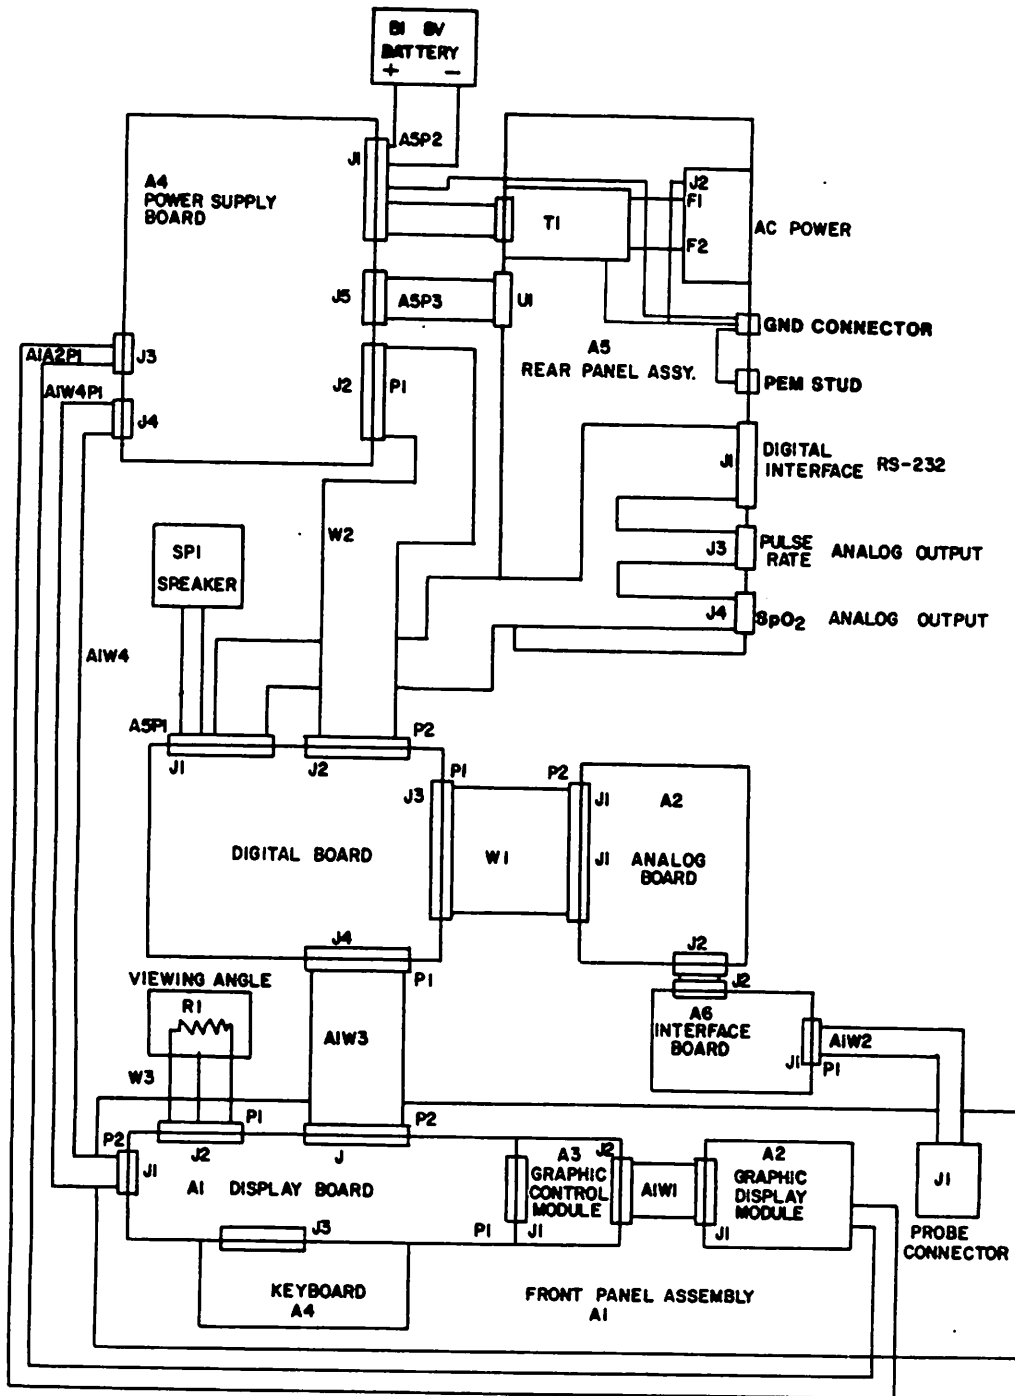 B1 8V
BATTERY
+ −
A5P2
J1
A4
POWER SUPPLY
BOARD
T1
J2
F1
F2
AC POWER
J5
A5P3
U1
GND CONNECTOR
A5
REAR PANEL ASSY.
PEM STUD
A1A2P1
J3
A1W4P1
J4
J2
P1
J1
DIGITAL
INTERFACE RS-232
W2
J3
PULSE
RATE ANALOG OUTPUT
J4
SpO2 ANALOG OUTPUT
SP1
SPEAKER
A1W4
A5P1
J1
J2
P2
P1
J3
P2
J1
A2
DIGITAL BOARD
W1
J1
ANALOG
BOARD
J4
P1
J2
J2
VIEWING ANGLE
R1
A1W3
A6
INTERFACE
BOARD
J1
P1
A1W2
W3
P1
P2
P2
J1
J2
J
A1 DISPLAY BOARD
A3
GRAPHIC
CONTROL
MODULE
J2
A1W1
A2
GRAPHIC
DISPLAY
MODULE
J1
J1
PROBE
CONNECTOR
J3
P1
J1
KEYBOARD
A4
FRONT PANEL ASSEMBLY
A1